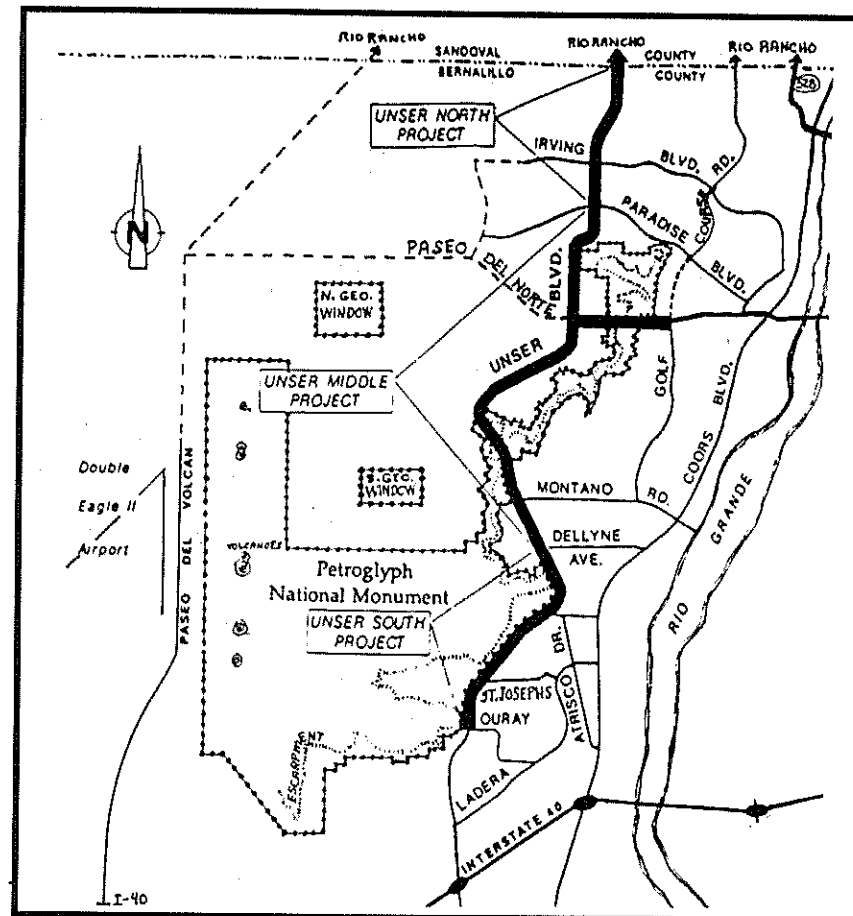 RIO RANCHO
SANDOVAL
RIO RANCHO
COUNTY
RIO RANCHO
BERNALILLO
COUNTY
528
UNSER NORTH
PROJECT
IRVING
BLVD.
COURSE RD.
PARADISE
BLVD.
N
PASEO
DEL NORTE
BLVD.
N. GEO.
WINDOW
UNSER
UNSER MIDDLE
PROJECT
GOLF
COORS BLVD.
Double
Eagle II
Airport
PASEO DEL VOLCAN
S. GEO.
WINDOW
MONTANO
RD.
RIO GRANDE
DELLYNE
AVE.
VOLCANOES
Petroglyph
National Monument
UNSER SOUTH
PROJECT
ATRISCO DR.
ST. JOSEPHS
OURAY
ESCARPMENT
LADERA
INTERSTATE 40
I-40